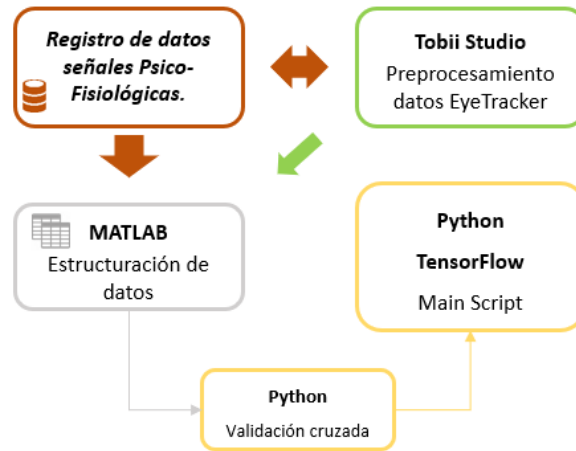 Registro de datos
señales Psico-
Fisiológicas.
Tobii Studio
Preprocesamiento
datos EyeTracker
MATLAB
Estructuración de
datos
Python
TensorFlow
Main Script
Python
Validación cruzada